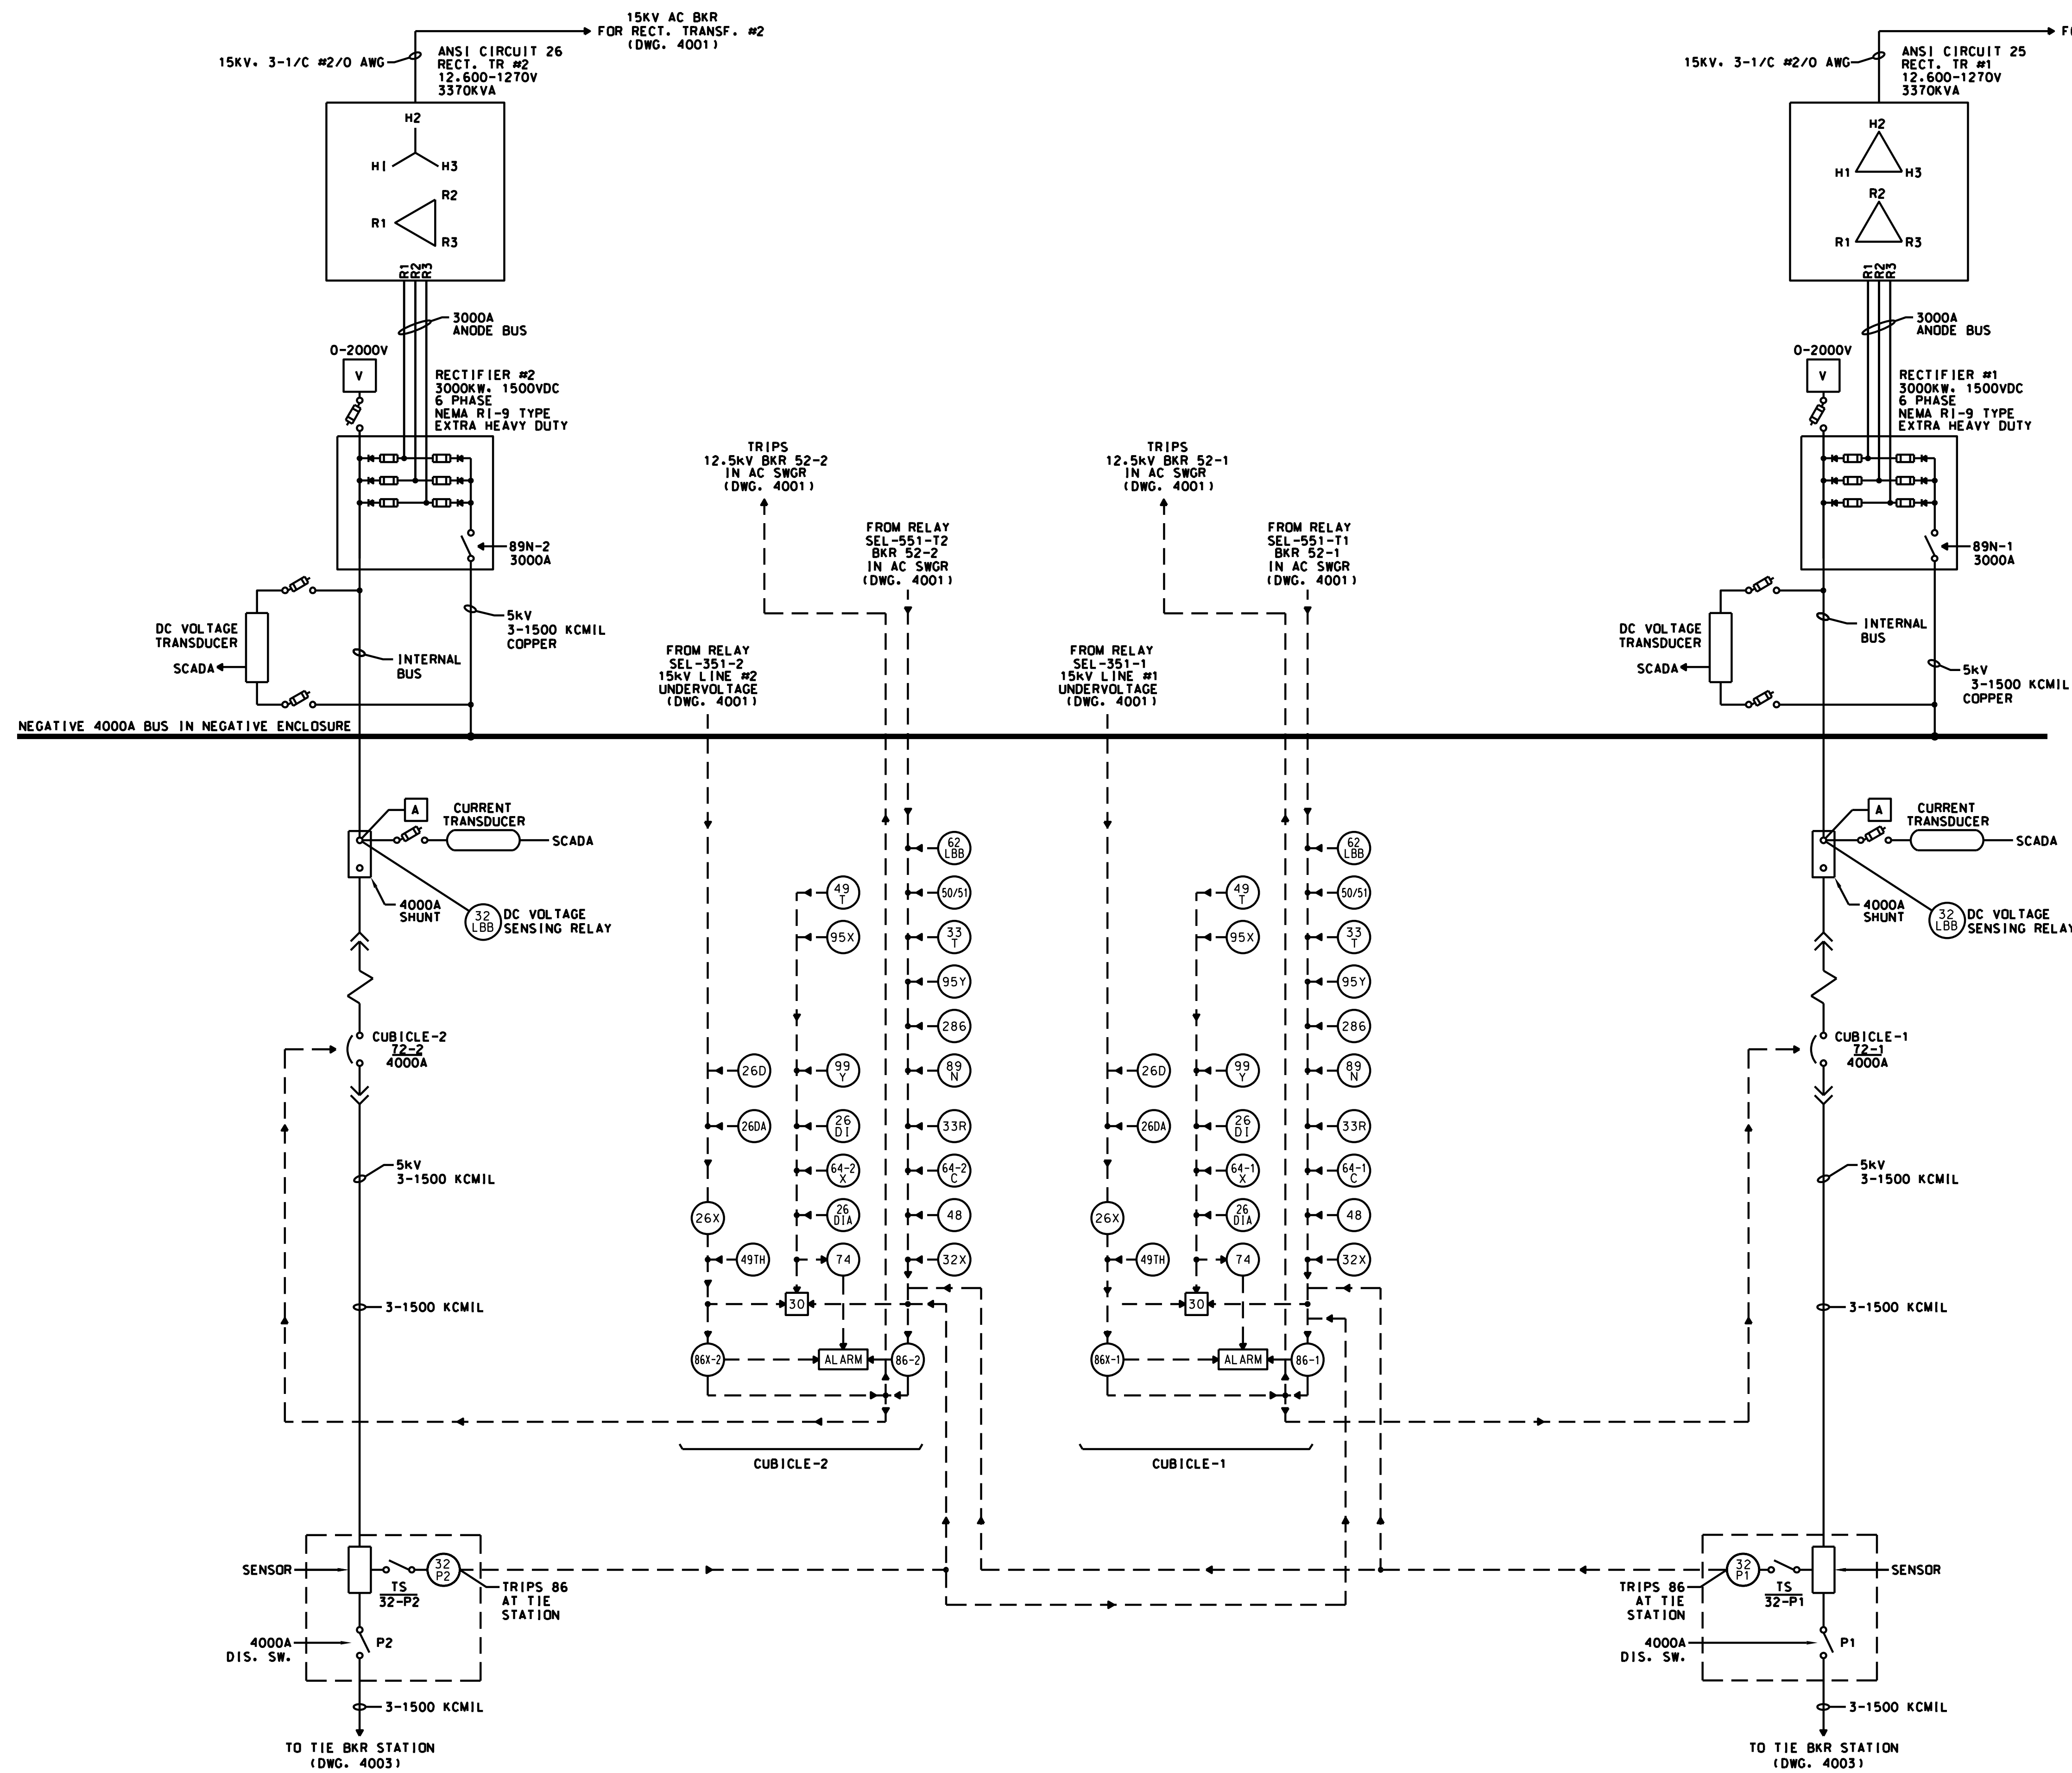 15KV AC BKR
FOR RECT. TRANSF. #2
(DWG. 4001)
15KV. 3-1/C #2/0 AWG
ANSI CIRCUIT 26
RECT. TR #2
12.600-1270V
3370KVA
H2
H1 H3
R2
R1
R3
R1 R2 R3
3000A
ANODE BUS
0-2000V
V
RECTIFIER #2
3000KW. 1500VDC
6 PHASE
NEMA RI-9 TYPE
EXTRA HEAVY DUTY
89N-2
3000A
DC VOLTAGE
TRANSDUCER
SCADA
5kV
3-1500 KCMIL
COPPER
INTERNAL
BUS
NEGATIVE 4000A BUS IN NEGATIVE ENCLOSURE
A
CURRENT
TRANSDUCER
SCADA
4000A
SHUNT
32
LBB
DC VOLTAGE
SENSING RELAY
CUBICLE-2
72-2
4000A
5kV
3-1500 KCMIL
3-1500 KCMIL
SENSOR
TS
32-P2
32
P2
TRIPS 86
AT TIE
STATION
4000A
DIS. SW.
P2
3-1500 KCMIL
TO TIE BKR STATION
(DWG. 4003)
TRIPS
12.5kV BKR 52-2
IN AC SWGR
(DWG. 4001)
FROM RELAY
SEL-551-T2
BKR 52-2
IN AC SWGR
(DWG. 4001)
FROM RELAY
SEL-351-2
15kV LINE #2
UNDERVOLTAGE
(DWG. 4001)
62
LBB
49
T
50/51
95X
33
T
95Y
286
26D
99
Y
89
N
26DA
26
DI
33R
64-2
X
64-2
C
26X
26
DIA
48
49TH
74
32X
30
86X-2
ALARM
86-2
CUBICLE-2
TRIPS
12.5kV BKR 52-1
IN AC SWGR
(DWG. 4001)
FROM RELAY
SEL-551-T1
BKR 52-1
IN AC SWGR
(DWG. 4001)
FROM RELAY
SEL-351-1
15kV LINE #1
UNDERVOLTAGE
(DWG. 4001)
62
LBB
49
T
50/51
95X
33
T
95Y
286
26D
99
Y
89
N
26DA
26
DI
33R
64-1
X
64-1
C
26X
26
DIA
48
49TH
74
32X
30
86X-1
ALARM
86-1
CUBICLE-1
15KV. 3-1/C #2/0 AWG
ANSI CIRCUIT 25
RECT. TR #1
12.600-1270V
3370KVA
H2
H1 H3
R2
R1 R3
R1 R2 R3
3000A
ANODE BUS
0-2000V
V
RECTIFIER #1
3000KW. 1500VDC
6 PHASE
NEMA RI-9 TYPE
EXTRA HEAVY DUTY
89N-1
3000A
DC VOLTAGE
TRANSDUCER
SCADA
INTERNAL
BUS
5kV
3-1500 KCMIL
COPPER
A
CURRENT
TRANSDUCER
SCADA
4000A
SHUNT
32
LBB
DC VOLTAGE
SENSING RELAY
CUBICLE-1
72-1
4000A
5kV
3-1500 KCMIL
3-1500 KCMIL
32
P1
TS
32-P1
SENSOR
TRIPS 86
AT TIE
STATION
4000A
DIS. SW.
P1
3-1500 KCMIL
TO TIE BKR STATION
(DWG. 4003)